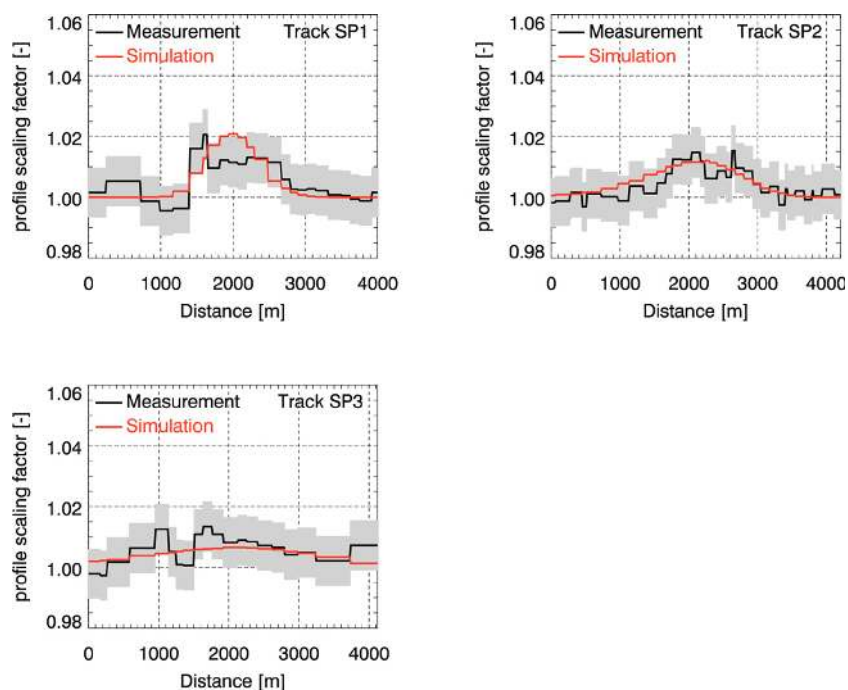 1.06
Measurement Track SP1
Simulation
1.04
1.02
1.00
0.98
profile scaling factor [-]
0 1000 2000 3000 4000
Distance [m]
1.06
Measurement Track SP2
Simulation
1.04
1.02
1.00
0.98
profile scaling factor [-]
0 1000 2000 3000 4000
Distance [m]
1.06
Measurement Track SP3
Simulation
1.04
1.02
1.00
0.98
profile scaling factor [-]
0 1000 2000 3000 4000
Distance [m]